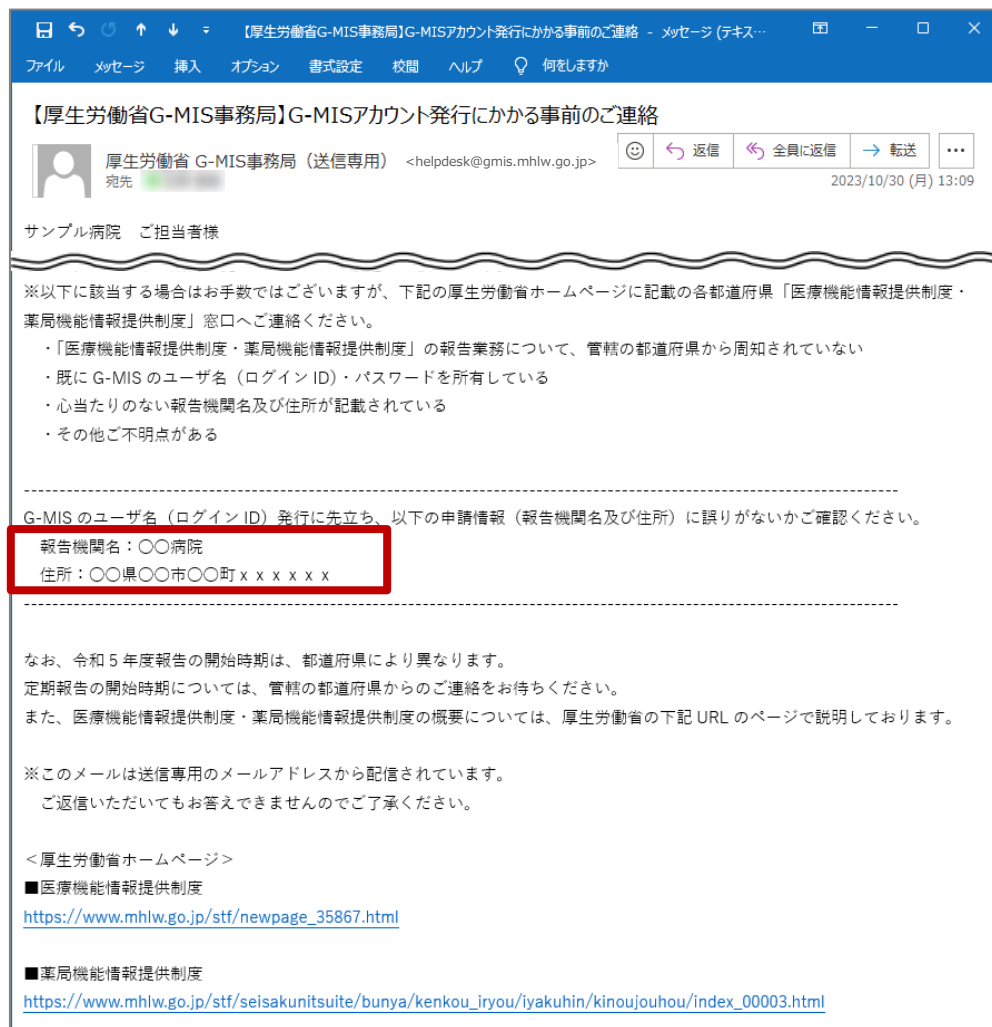 【厚生労働省G-MIS事務局】G-MISアカウント発行にかかる事前のご連絡 - メッセージ (テキス…
ファイル メッセージ 挿入 オプション 書式設定 校閲 ヘルプ 何をしますか
【厚生労働省G-MIS事務局】G-MISアカウント発行にかかる事前のご連絡
厚生労働省 G-MIS事務局（送信専用） <helpdesk@gmis.mhlw.go.jp>
返信 全員に返信 転送 …
宛先
2023/10/30 (月) 13:09
サンプル病院　ご担当者様
※以下に該当する場合はお手数ではございますが、下記の厚生労働省ホームページに記載の各都道府県「医療機能情報提供制度・
薬局機能情報提供制度」窓口へご連絡ください。
・「医療機能情報提供制度・薬局機能情報提供制度」の報告業務について、管轄の都道府県から周知されていない
・既に G-MIS のユーザ名（ログイン ID）・パスワードを所有している
・心当たりのない報告機関名及び住所が記載されている
・その他ご不明点がある
--------------------------------------------------------------------------------
G-MIS のユーザ名（ログイン ID）発行に先立ち、以下の申請情報（報告機関名及び住所）に誤りがないかご確認ください。
報告機関名：〇〇病院
住所：〇〇県〇〇市〇〇町ｘｘｘｘｘｘ
--------------------------------------------------------------------------------
なお、令和５年度報告の開始時期は、都道府県により異なります。
定期報告の開始時期については、管轄の都道府県からのご連絡をお待ちください。
また、医療機能情報提供制度・薬局機能情報提供制度の概要については、厚生労働省の下記 URL のページで説明しております。
※このメールは送信専用のメールアドレスから配信されています。
ご返信いただいてもお答えできませんのでご了承ください。
＜厚生労働省ホームページ＞
■医療機能情報提供制度
https://www.mhlw.go.jp/stf/newpage_35867.html
■薬局機能情報提供制度
https://www.mhlw.go.jp/stf/seisakunitsuite/bunya/kenkou_iryou/iyakuhin/kinoujouhou/index_00003.html